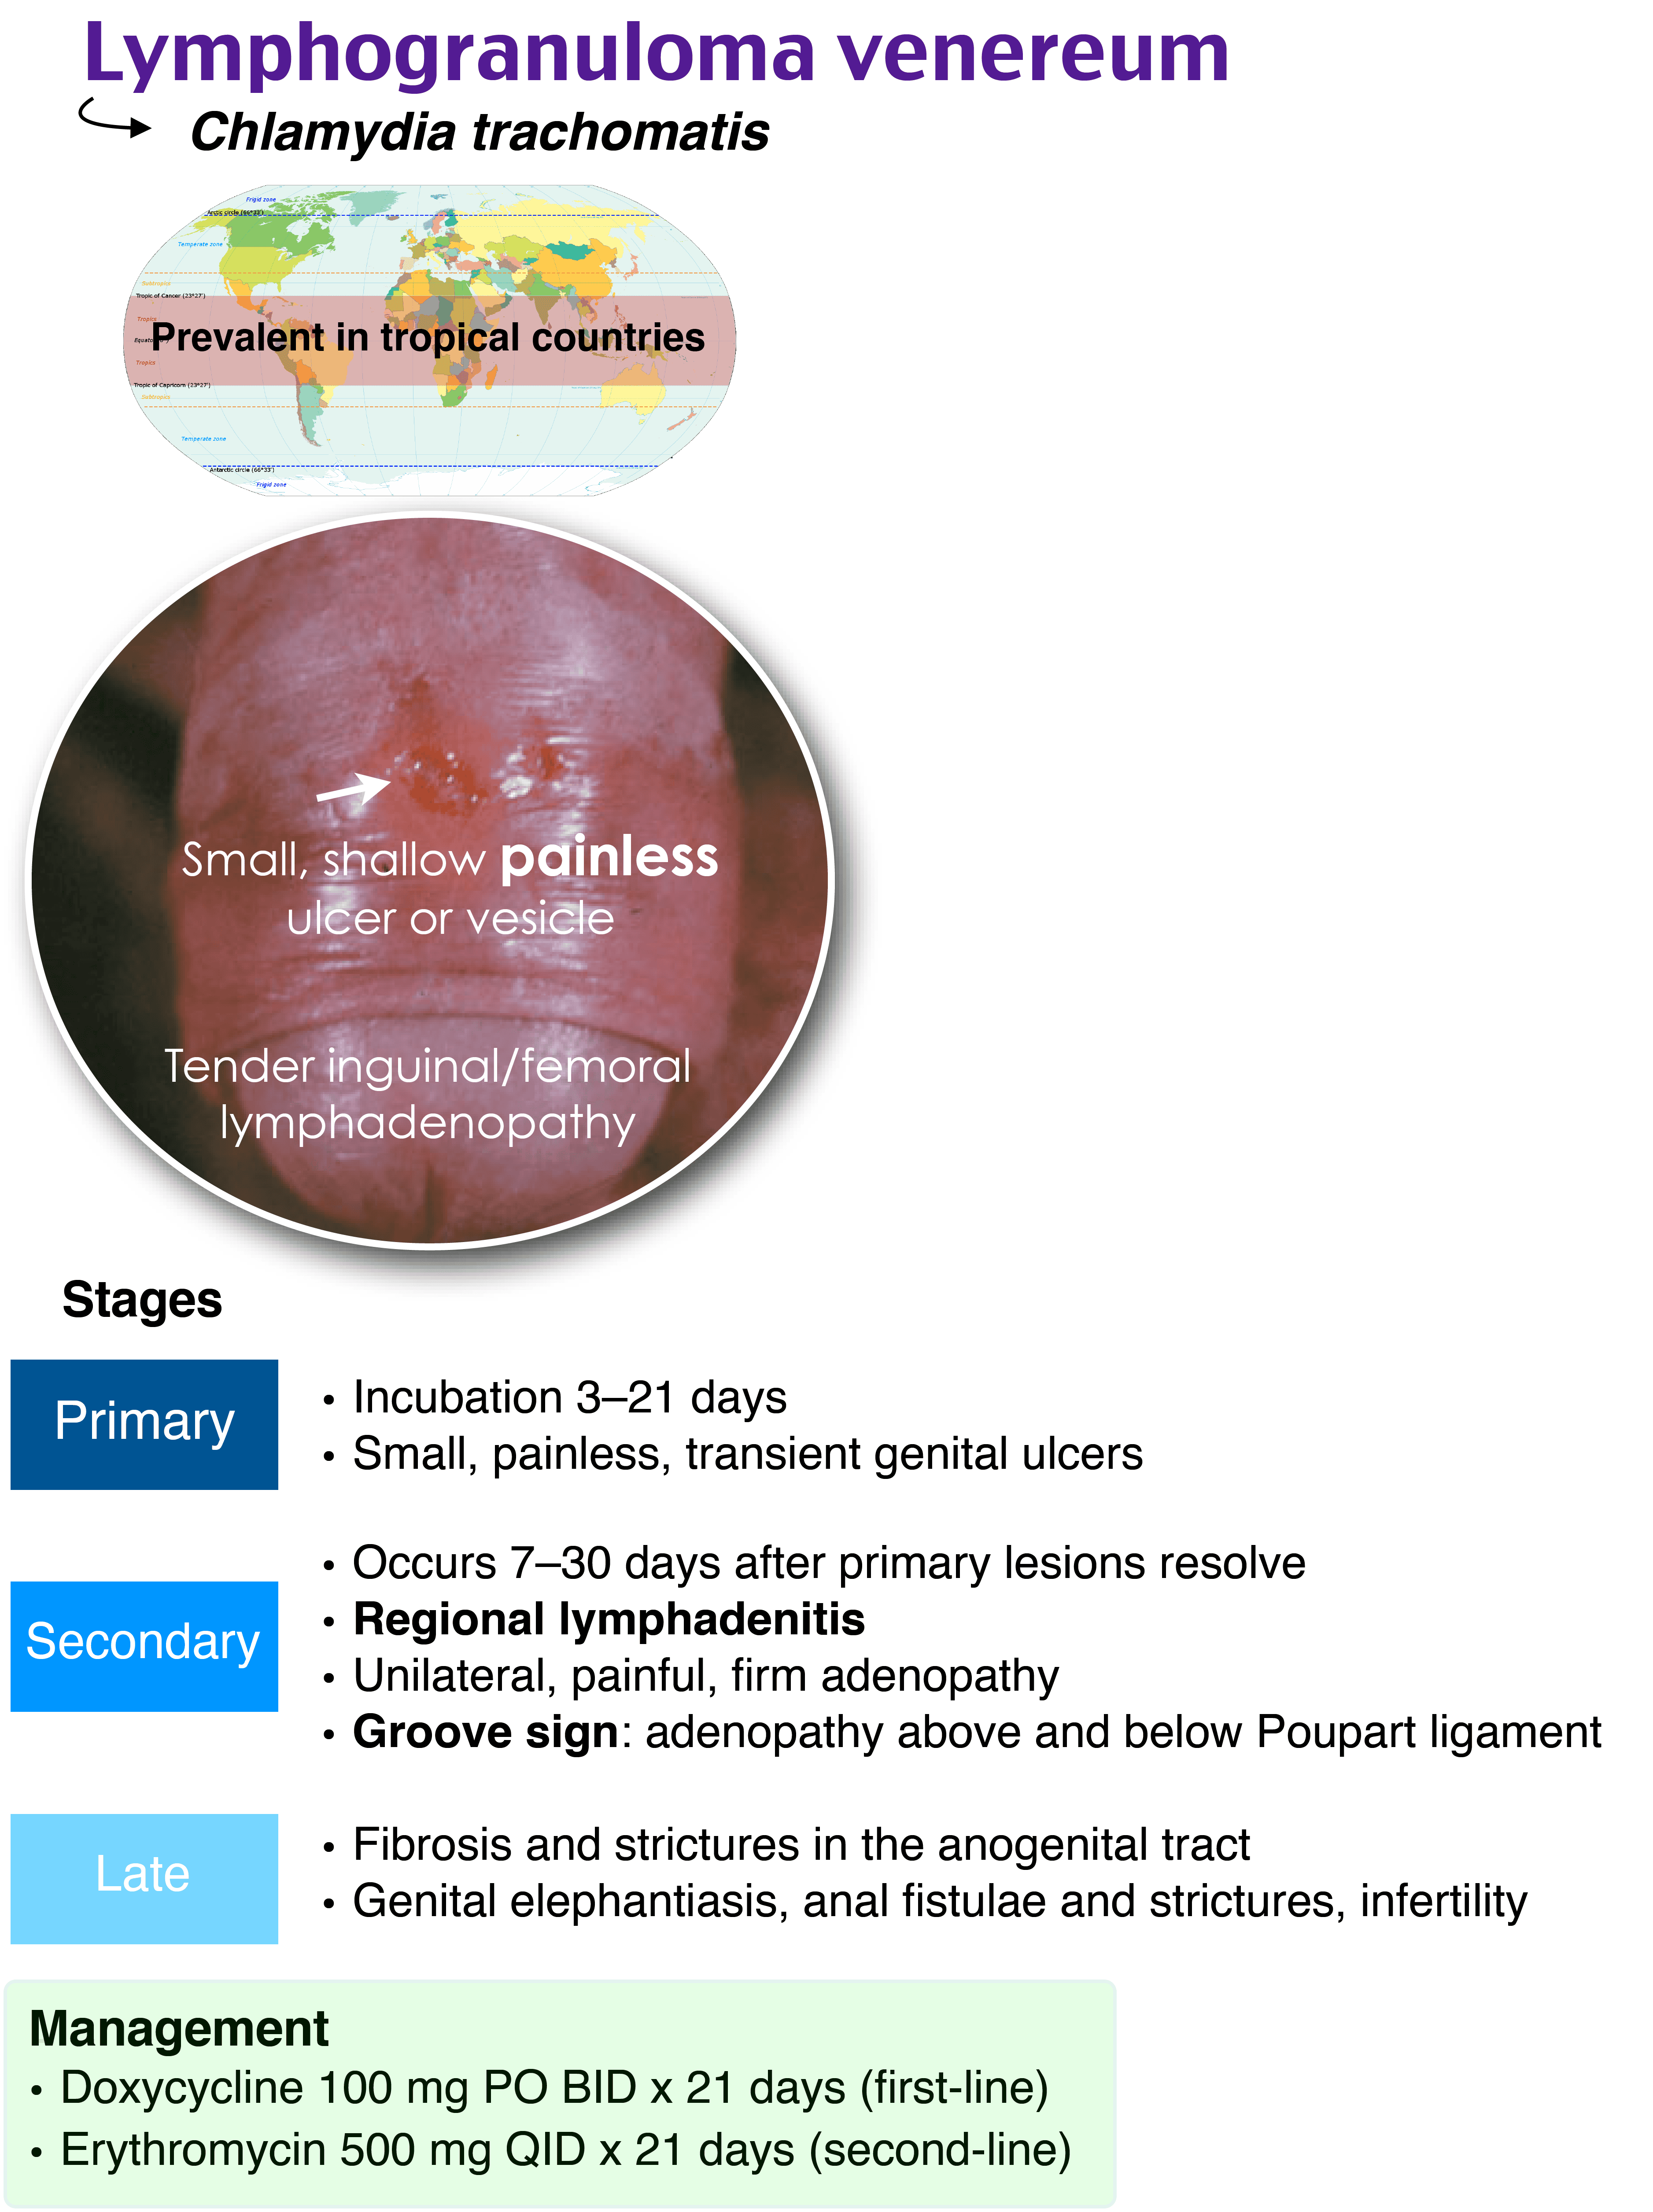 Lymphogranuloma venereum
Chlamydia trachomatis
Frigid zone
Arctic circle (66°33')
Temperate zone
Subtropics
Tropic of Cancer (23°27')
Tropics
Prevalent in tropical countries
Tropics
Tropic of Capricorn (23°27')
Subtropics
Temperate zone
Antarctic circle (66°33')
Frigid zone
Small, shallow painless
ulcer or vesicle
Tender inguinal/femoral
lymphadenopathy
Stages
Primary
• Incubation 3–21 days
• Small, painless, transient genital ulcers
Secondary
• Occurs 7–30 days after primary lesions resolve
• Regional lymphadenitis
• Unilateral, painful, firm adenopathy
• Groove sign: adenopathy above and below Poupart ligament
Late
• Fibrosis and strictures in the anogenital tract
• Genital elephantiasis, anal fistulae and strictures, infertility
Management
• Doxycycline 100 mg PO BID x 21 days (first-line)
• Erythromycin 500 mg QID x 21 days (second-line)